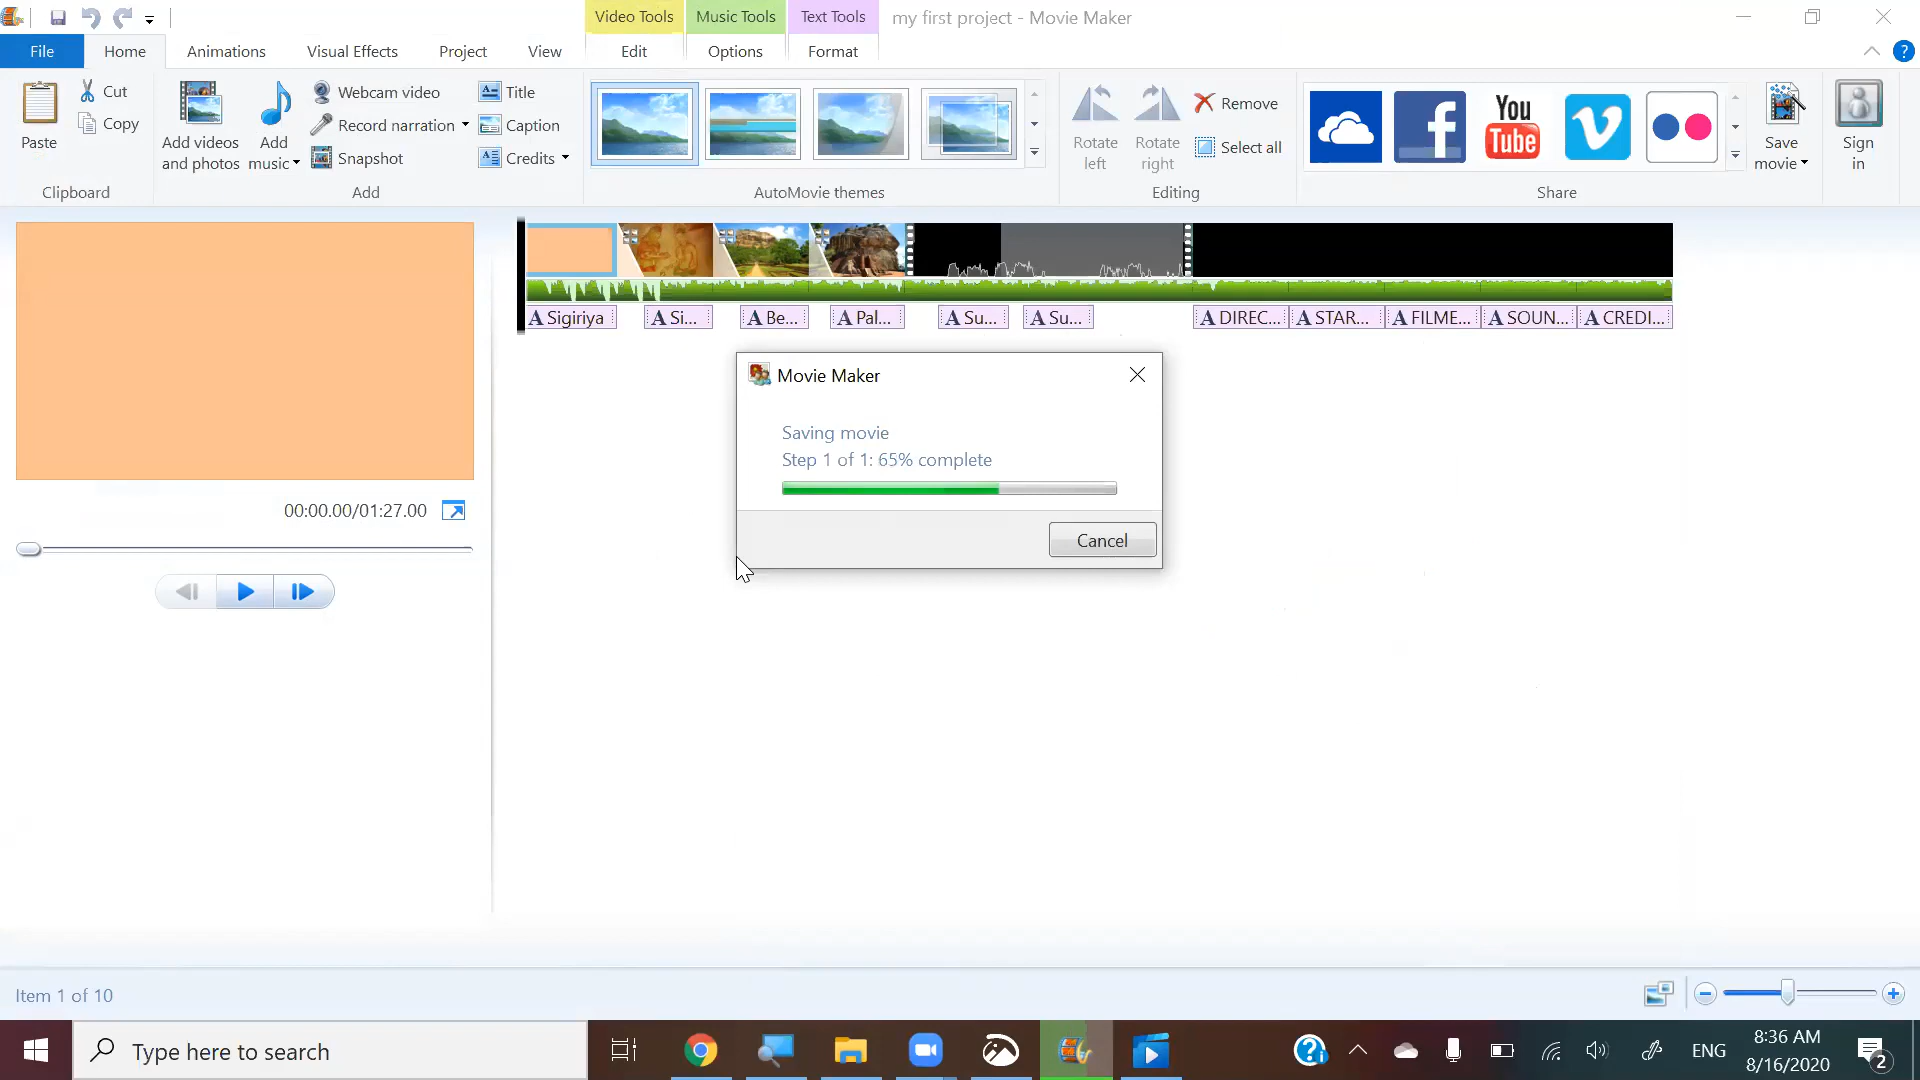 Video Tools
Music Tools
Text Tools
my first project - Movie Maker
File
Home
Animations
Visual Effects
Project
View
Edit
Options
Format
Paste
Cut
Copy
Clipboard
Add videos
and photos
Add
music
Webcam video
Record narration
Snapshot
Title
Caption
Credits
Add
AutoMovie themes
Rotate
left
Rotate
right
Remove
Select all
Editing
You
Tube
Share
Save
movie
Sign
in
A Sigiriya
A Si...
A Be...
A Pal...
A Su...
A Su...
A DIREC...
A STAR...
A FILME...
A SOUN...
A CREDI...
Movie Maker
Saving movie
Step 1 of 1: 65% complete
Cancel
00:00.00/01:27.00
Item 1 of 10
Type here to search
ENG
8:36 AM
8/16/2020
2